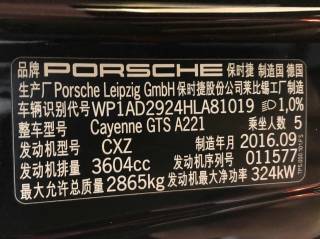 品牌 PORSCHE 保时捷 制造国 德国
生产厂 Porsche Leipzig GmbH 保时捷股份公司莱比锡工厂制造
车辆识别代号 WP1AD2924HLA81019 1,0%
整车型号 Cayenne GTS A221 乘坐人数 5
发动机型号 CXZ 制造年月 2016.09
发动机排量 3604cc 发动机序列号 011577
最大允许总质量 2865kg 发动机最大净功率 324kW